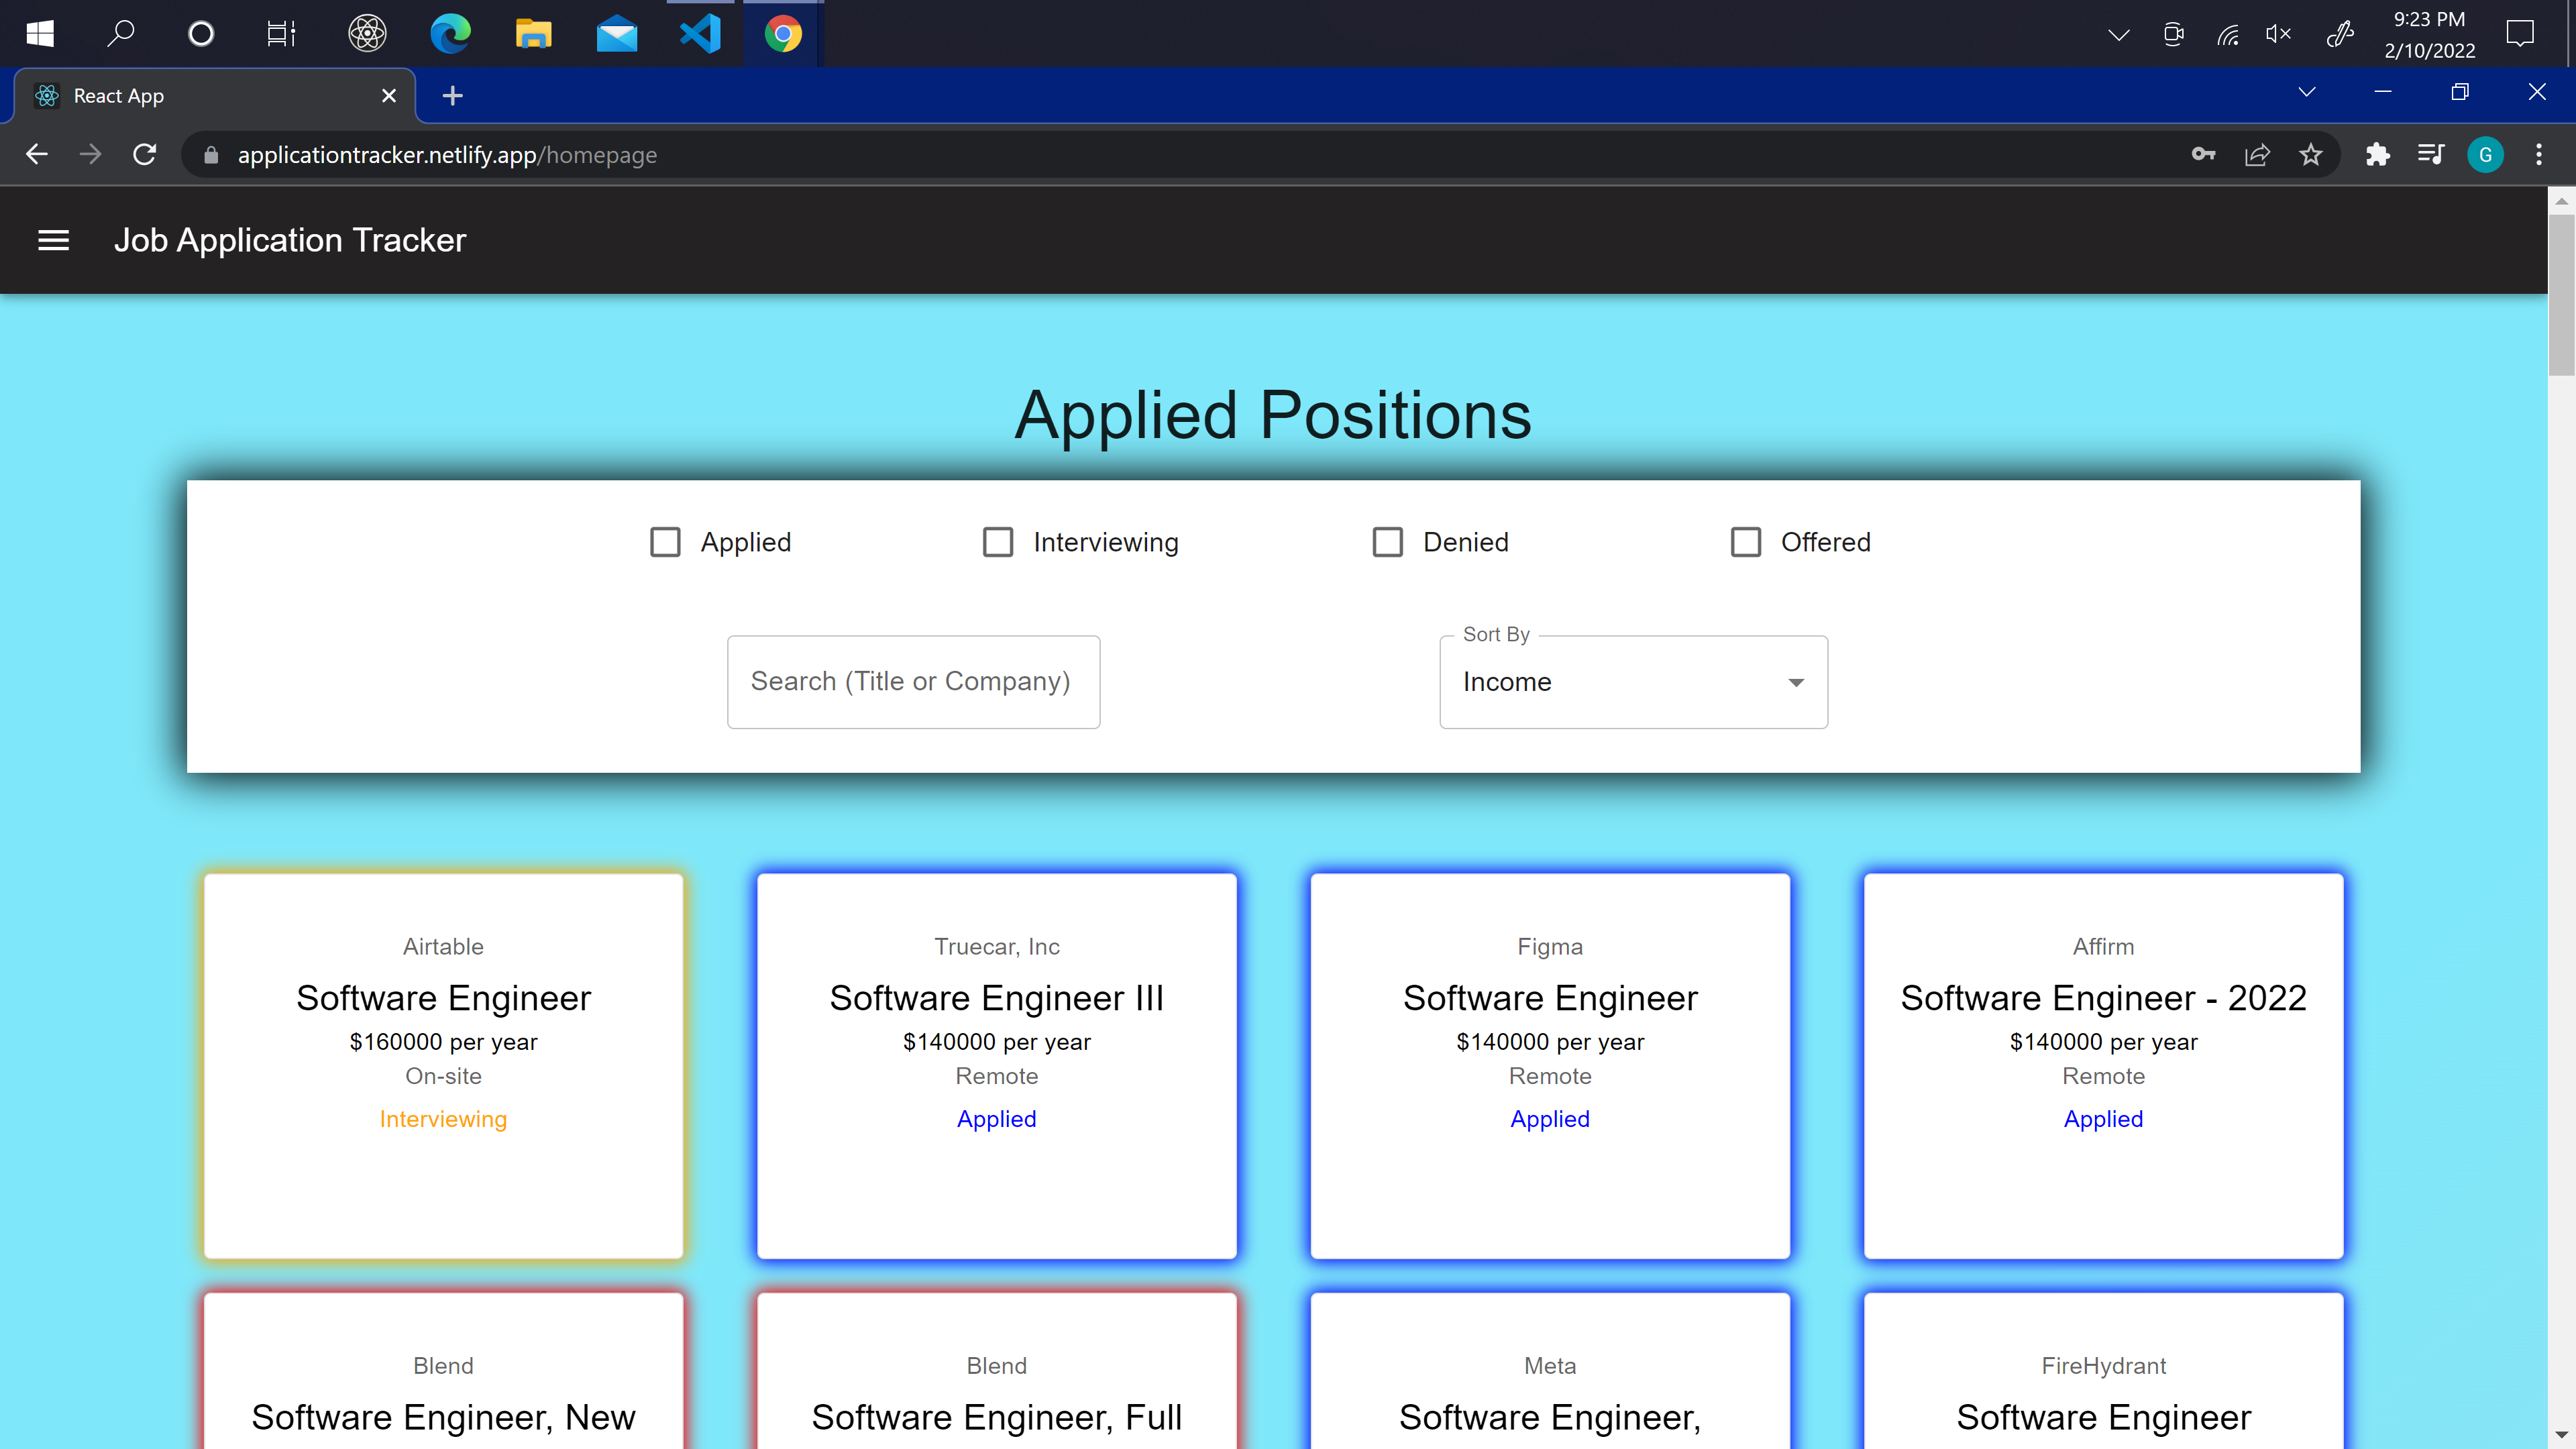 9:23 PM
2/10/2022
React App
applicationtracker.netlify.app/homepage
G
Job Application Tracker
Applied Positions
Applied Interviewing Denied Offered
Sort By
Search (Title or Company) Income
Airtable Truecar, Inc Figma Affirm
Software Engineer Software Engineer III Software Engineer Software Engineer - 2022
$160000 per year $140000 per year $140000 per year $140000 per year
On-site Remote Remote Remote
Interviewing Applied Applied Applied
Blend Blend Meta FireHydrant
Software Engineer, New Software Engineer, Full Software Engineer, Software Engineer